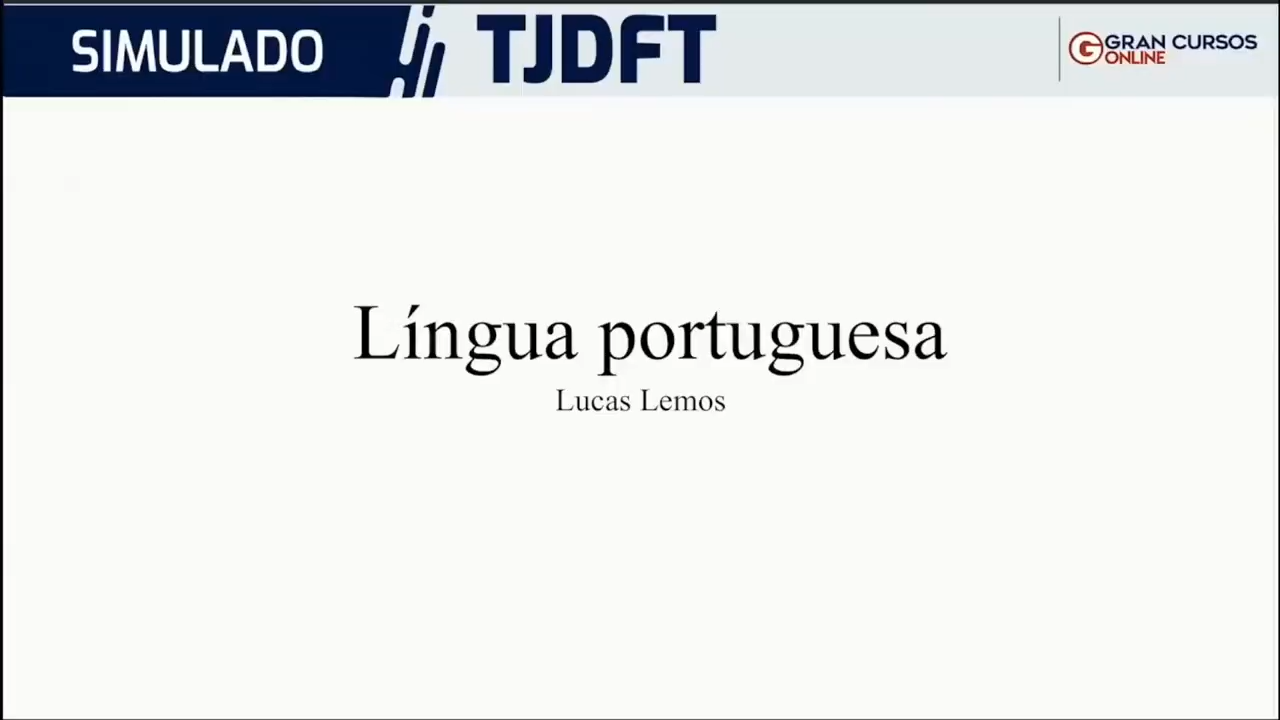 SIMULADO
TJDFT
GRAN CURSOS
ONLINE
Língua portuguesa
Lucas Lemos